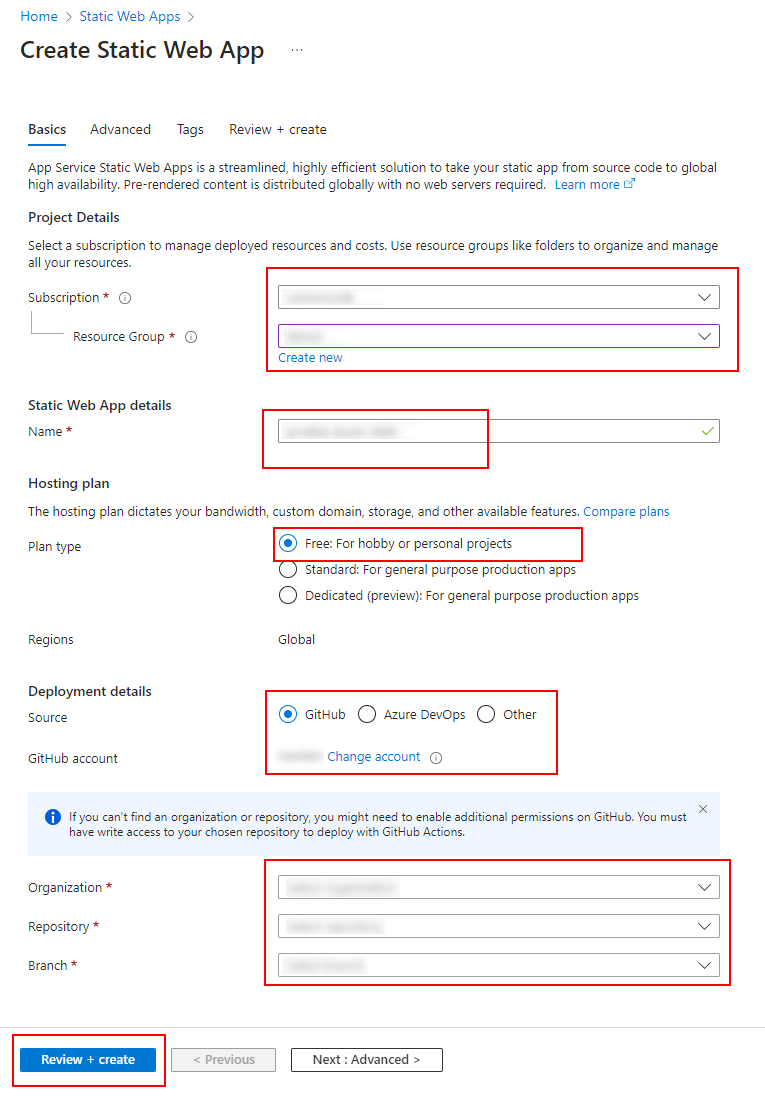 Home > Static Web Apps >
Create Static Web App ...
Basics Advanced Tags Review + create
App Service Static Web Apps is a streamlined, highly efficient solution to take your static app from source code to global
high availability. Pre-rendered content is distributed globally with no web servers required. Learn more
Project Details
Select a subscription to manage deployed resources and costs. Use resource groups like folders to organize and manage
all your resources.
Subscription *
Resource Group *
Create new
Static Web App details
Name *
Hosting plan
The hosting plan dictates your bandwidth, custom domain, storage, and other available features. Compare plans
Plan type
Free: For hobby or personal projects
Standard: For general purpose production apps
Dedicated (preview): For general purpose production apps
Regions Global
Deployment details
Source GitHub Azure DevOps Other
GitHub account Change account
If you can't find an organization or repository, you might need to enable additional permissions on GitHub. You must
have write access to your chosen repository to deploy with GitHub Actions.
Organization *
Repository *
Branch *
Review + create < Previous Next : Advanced >